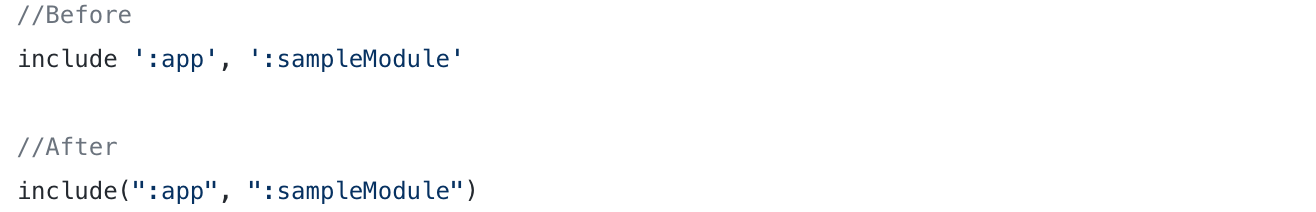 //Before
include ':app', ':sampleModule'
//After
include(":app", ":sampleModule")